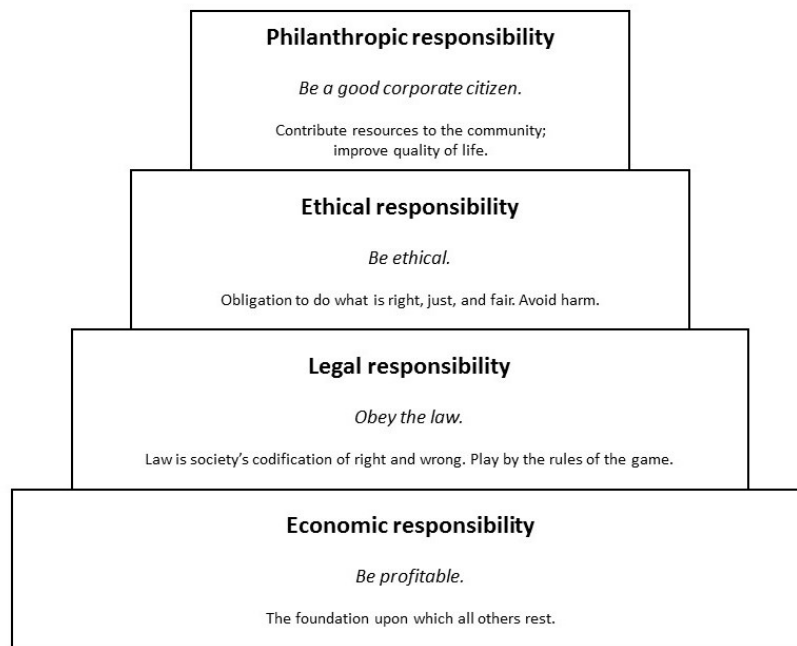 Philanthropic responsibility
Be a good corporate citizen.
Contribute resources to the community;
improve quality of life.
Ethical responsibility
Be ethical.
Obligation to do what is right, just, and fair. Avoid harm.
Legal responsibility
Obey the law.
Law is society’s codification of right and wrong. Play by the rules of the game.
Economic responsibility
Be profitable.
The foundation upon which all others rest.